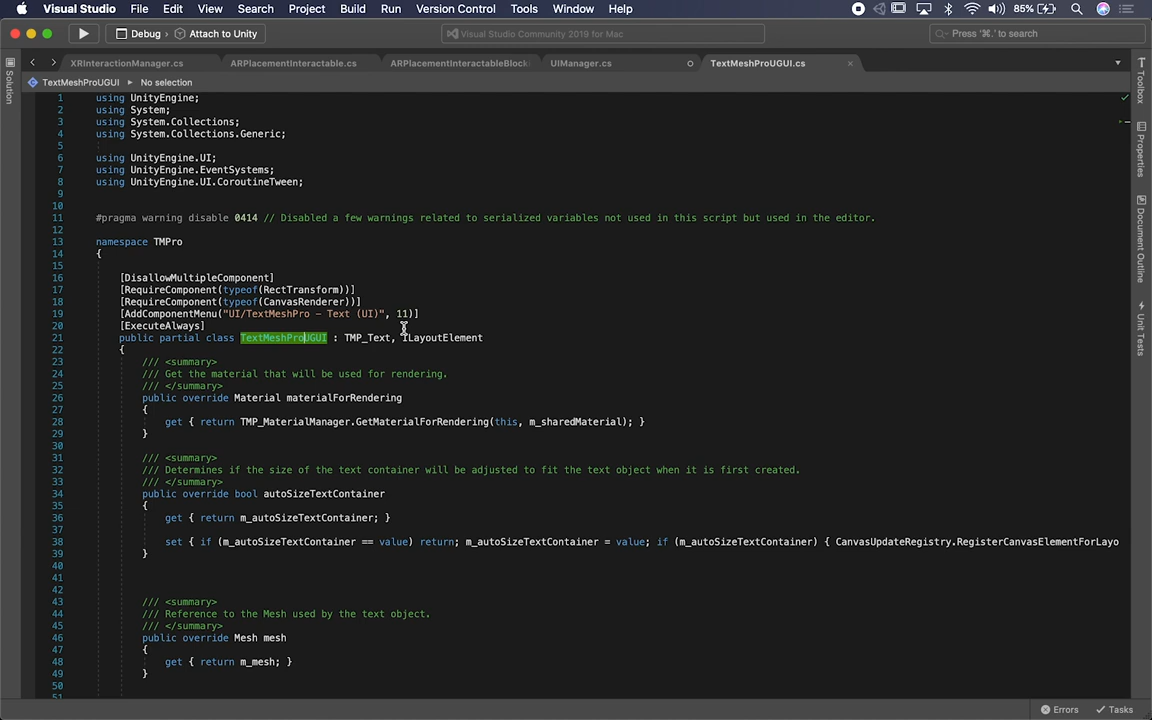 Visual Studio File Edit View Search Project Build Run Version Control Tools Window Help 85%
Debug › Attach to Unity Visual Studio Community 2019 for Mac Press '⌘.' to search
XRInteractionManager.cs ARPlacementInteractable.cs ARPlacementInteractableBlock UIManager.cs TextMeshProUGUI.cs
TextMeshProUGUI No selection
Solution
Toolbox
Properties
Document Outline
Unit Tests
1 using UnityEngine;
2 using System;
3 using System.Collections;
4 using System.Collections.Generic;
5
6 using UnityEngine.UI;
7 using UnityEngine.EventSystems;
8 using UnityEngine.UI.CoroutineTween;
9
10
11 #pragma warning disable 0414 // Disabled a few warnings related to serialized variables not used in this script but used in the editor.
12
13 namespace TMPro
14 {
15
16 [DisallowMultipleComponent]
17 [RequireComponent(typeof(RectTransform))]
18 [RequireComponent(typeof(CanvasRenderer))]
19 [AddComponentMenu("UI/TextMeshPro - Text (UI)", 11)]
20 [ExecuteAlways]
21 public partial class TextMeshProUGUI : TMP_Text, ILayoutElement
22 {
23 /// <summary>
24 /// Get the material that will be used for rendering.
25 /// </summary>
26 public override Material materialForRendering
27 {
28 get { return TMP_MaterialManager.GetMaterialForRendering(this, m_sharedMaterial); }
29 }
30
31 /// <summary>
32 /// Determines if the size of the text container will be adjusted to fit the text object when it is first created.
33 /// </summary>
34 public override bool autoSizeTextContainer
35 {
36 get { return m_autoSizeTextContainer; }
37
38 set { if (m_autoSizeTextContainer == value) return; m_autoSizeTextContainer = value; if (m_autoSizeTextContainer) { CanvasUpdateRegistry.RegisterCanvasElementForLayo
39 }
40
41
42
43 /// <summary>
44 /// Reference to the Mesh used by the text object.
45 /// </summary>
46 public override Mesh mesh
47 {
48 get { return m_mesh; }
49 }
50
51
Errors Tasks